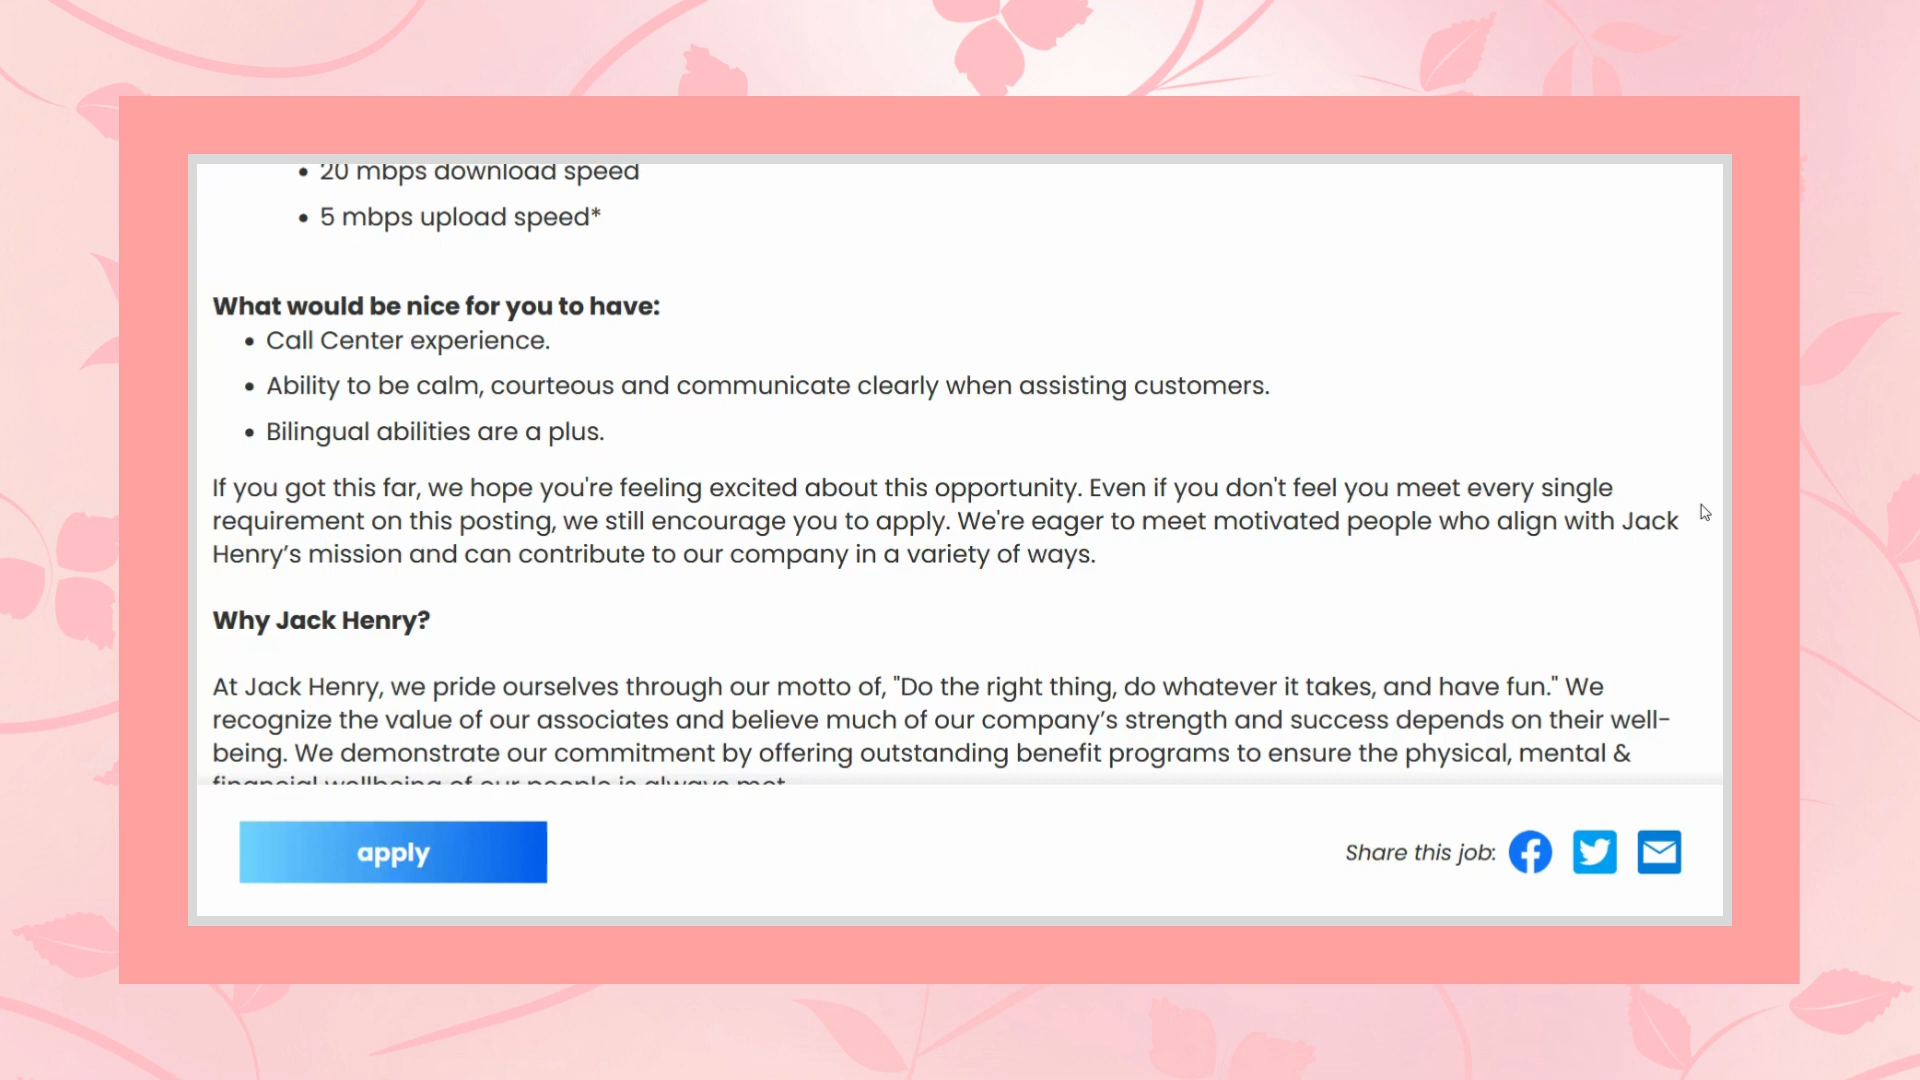 20 mbps download speed
5 mbps upload speed*
What would be nice for you to have:
Call Center experience.
Ability to be calm, courteous and communicate clearly when assisting customers.
Bilingual abilities are a plus.
If you got this far, we hope you're feeling excited about this opportunity. Even if you don't feel you meet every single
requirement on this posting, we still encourage you to apply. We're eager to meet motivated people who align with Jack
Henry’s mission and can contribute to our company in a variety of ways.
Why Jack Henry?
At Jack Henry, we pride ourselves through our motto of, "Do the right thing, do whatever it takes, and have fun." We
recognize the value of our associates and believe much of our company’s strength and success depends on their well-
being. We demonstrate our commitment by offering outstanding benefit programs to ensure the physical, mental &
financial wellbeing of our people is always met.
apply
Share this job: